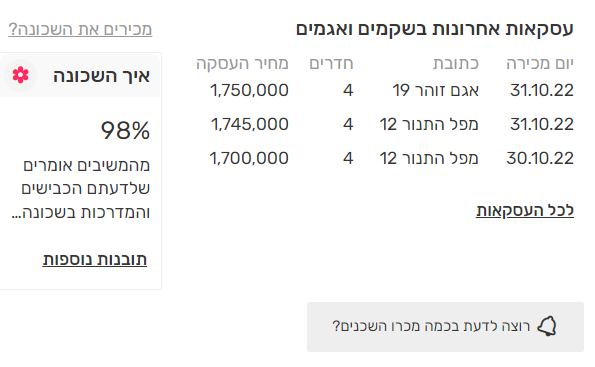 עסקאות אחרונות בשקמים ואגמים
יום מכירה כתובת חדרים מחיר העסקה
31.10.22 אגם זוהר 19 4 1,750,000
31.10.22 מפל התנור 12 4 1,745,000
30.10.22 מפל התנור 12 4 1,700,000
לכל העסקאות
רוצה לדעת בכמה מכרו השכנים?
מכירים את השכונה?
איך השכונה
98%
מהמשיבים אומרים
שלדעתם הכבישים
והמדרכות בשכונה...
תובנות נוספות